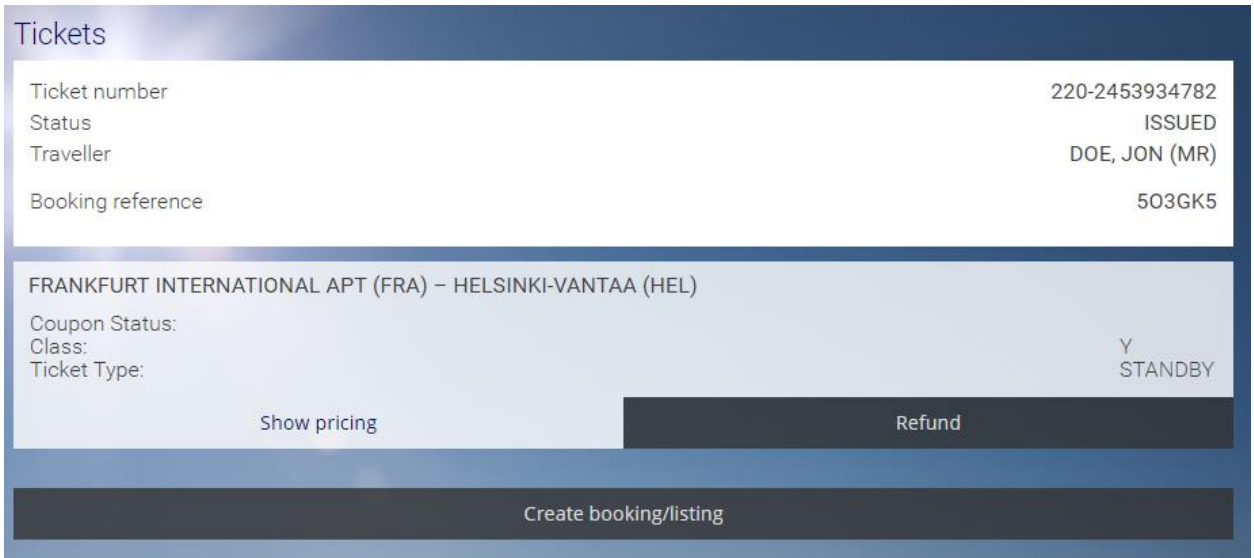 Tickets
Ticket number 220-2453934782
Status ISSUED
Traveller DOE, JON (MR)
Booking reference 5O3GK5
FRANKFURT INTERNATIONAL APT (FRA) – HELSINKI-VANTAA (HEL)
Coupon Status:
Class: Y
Ticket Type: STANDBY
Show pricing Refund
Create booking/listing